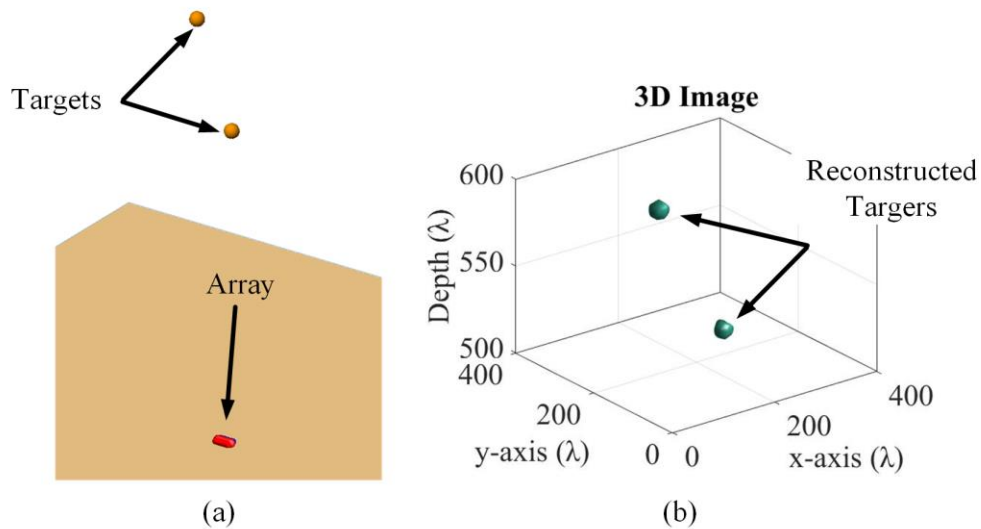 Targets
Array
(a)
3D Image
Reconstructed
Targers
Depth (λ)
600
550
500
400
200
0
y-axis (λ)
0
200
400
x-axis (λ)
(b)